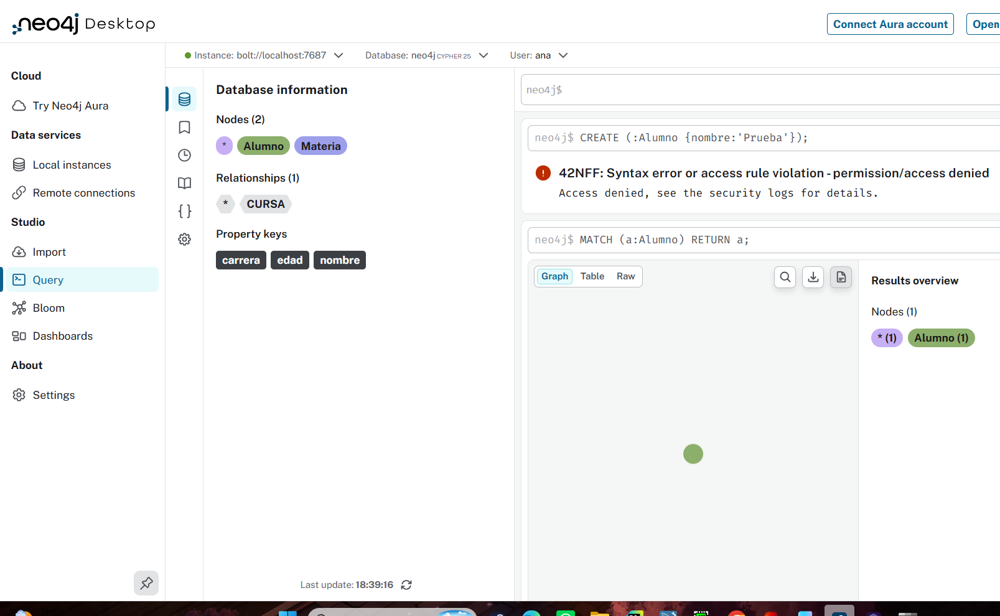 neo4j Desktop
Connect Aura account
Open
Instance: bolt://localhost:7687
Database: neo4j CYPHER 25
User: ana
Cloud
Try Neo4j Aura
Data services
Local instances
Remote connections
Studio
Import
Query
Bloom
Dashboards
About
Settings
Database information
Nodes (2)
* Alumno Materia
Relationships (1)
* CURSA
Property keys
carrera edad nombre
Last update: 18:39:16
neo4j$
neo4j$ CREATE (:Alumno {nombre:'Prueba'});
42NFF: Syntax error or access rule violation - permission/access denied
Access denied, see the security logs for details.
neo4j$ MATCH (a:Alumno) RETURN a;
Graph Table Raw
Results overview
Nodes (1)
* (1) Alumno (1)